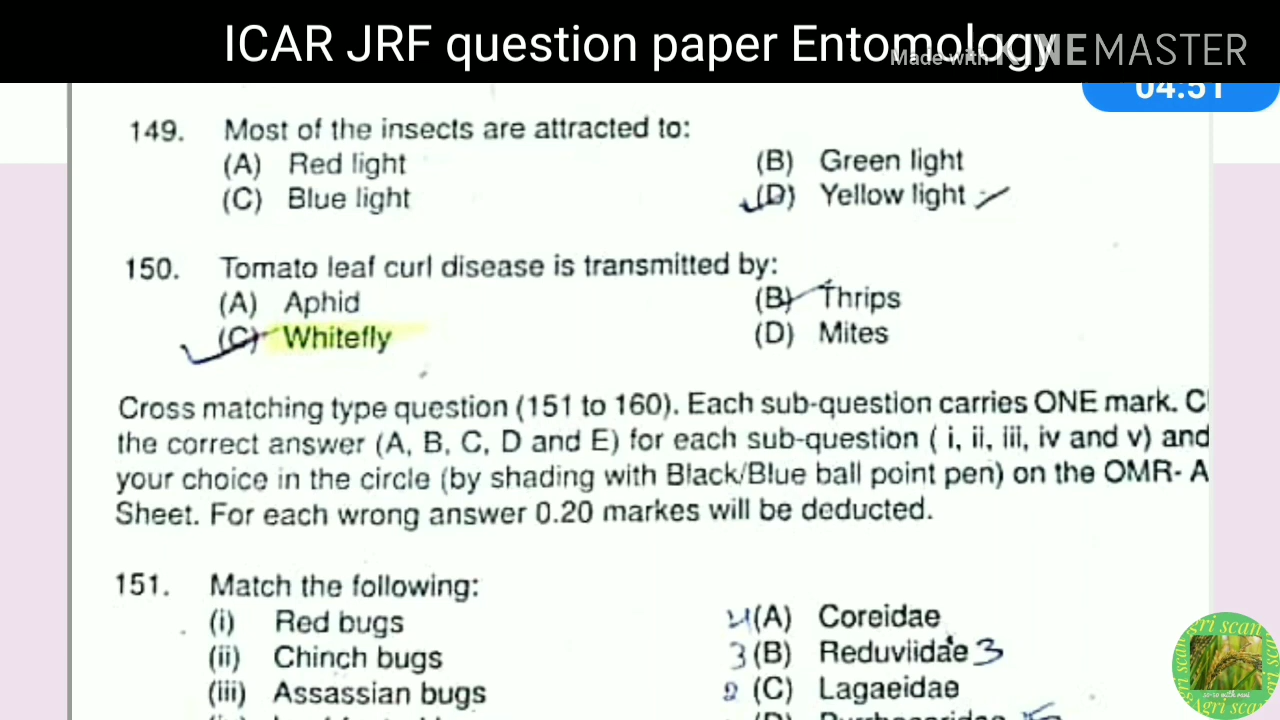 ICAR JRF question paper Entomology
Made with KINEMASTER
04:51
149. Most of the insects are attracted to:
(A) Red light (B) Green light
(C) Blue light (D) Yellow light
150. Tomato leaf curl disease is transmitted by:
(A) Aphid (B) Thrips
(C) Whitefly (D) Mites
Cross matching type question (151 to 160). Each sub-question carries ONE mark. C
the correct answer (A, B, C, D and E) for each sub-question ( i, ii, iii, iv and v) and
your choice in the circle (by shading with Black/Blue ball point pen) on the OMR- A
Sheet. For each wrong answer 0.20 markes will be deducted.
151. Match the following:
(i) Red bugs 4 (A) Coreidae
(ii) Chinch bugs 3 (B) Reduviidae 3
(iii) Assassian bugs 2 (C) Lagaeidae
Agri scan